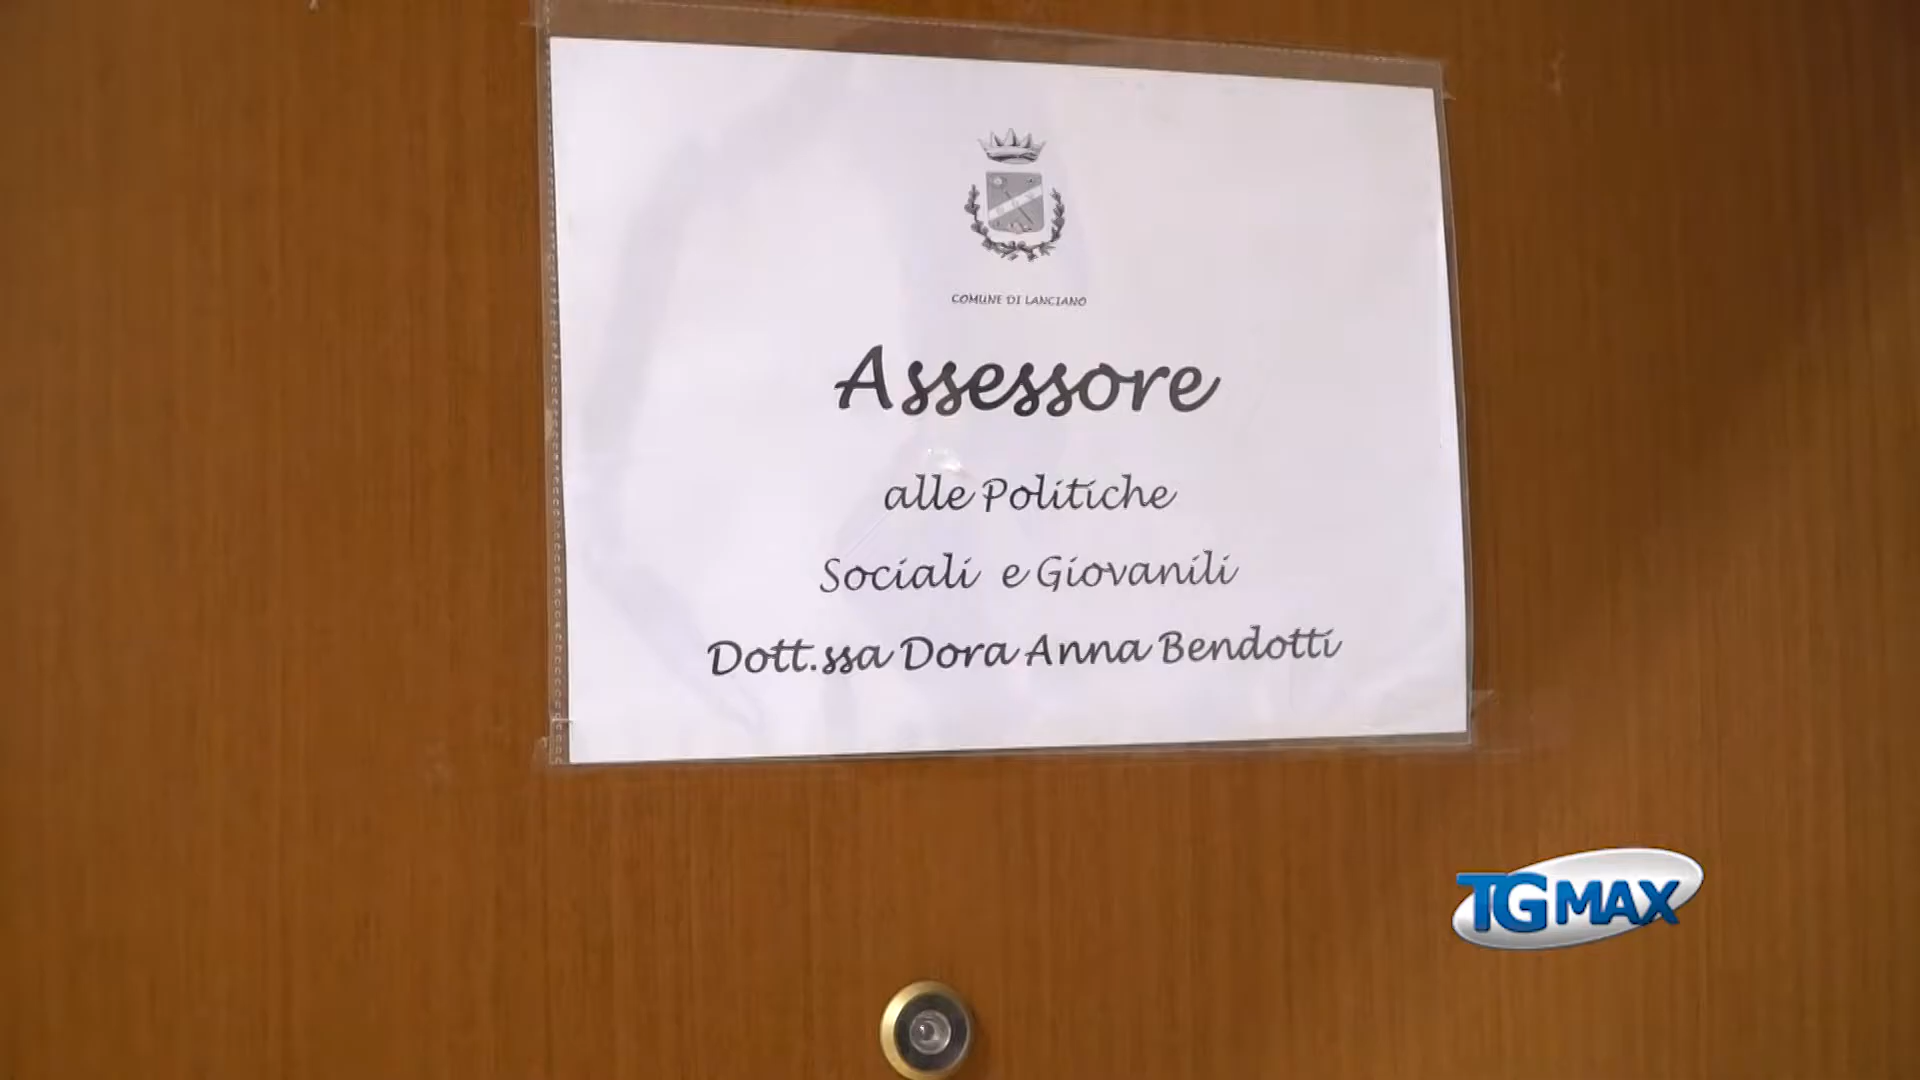 COMUNE DI LANCIANO
Assessore
alle Politiche
Sociali e Giovanili
Dott.ssa Dora Anna Bendotti
TGMAX